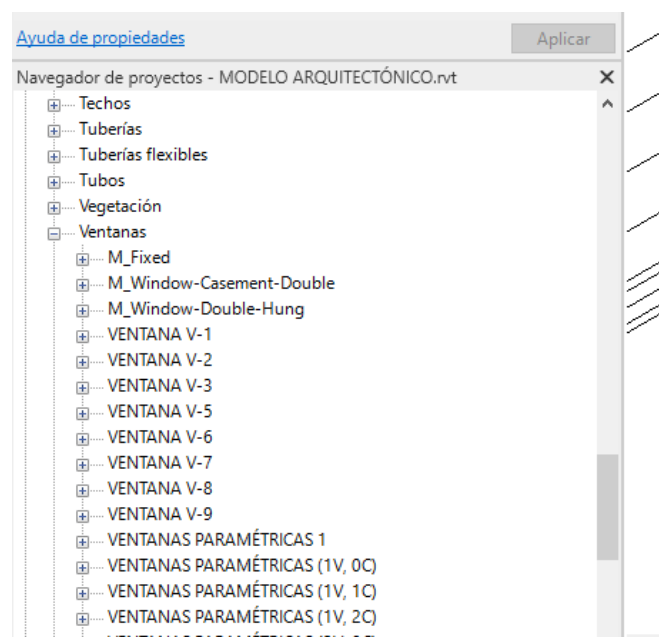 Ayuda de propiedades Aplicar
Navegador de proyectos - MODELO ARQUITECTÓNICO.rvt
Techos
Tuberías
Tuberías flexibles
Tubos
Vegetación
Ventanas
M_Fixed
M_Window-Casement-Double
M_Window-Double-Hung
VENTANA V-1
VENTANA V-2
VENTANA V-3
VENTANA V-5
VENTANA V-6
VENTANA V-7
VENTANA V-8
VENTANA V-9
VENTANAS PARAMÉTRICAS 1
VENTANAS PARAMÉTRICAS (1V, 0C)
VENTANAS PARAMÉTRICAS (1V, 1C)
VENTANAS PARAMÉTRICAS (1V, 2C)